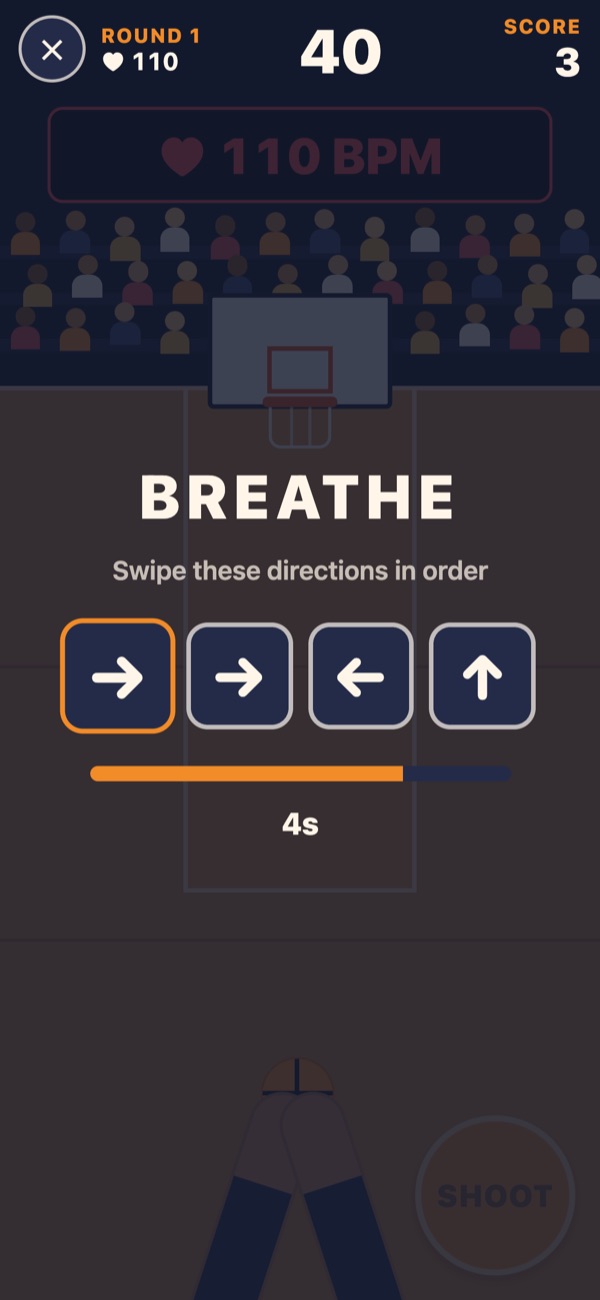 ROUND 1
110
40
SCORE
3
110 BPM
BREATHE
Swipe these directions in order
4s
SHOOT